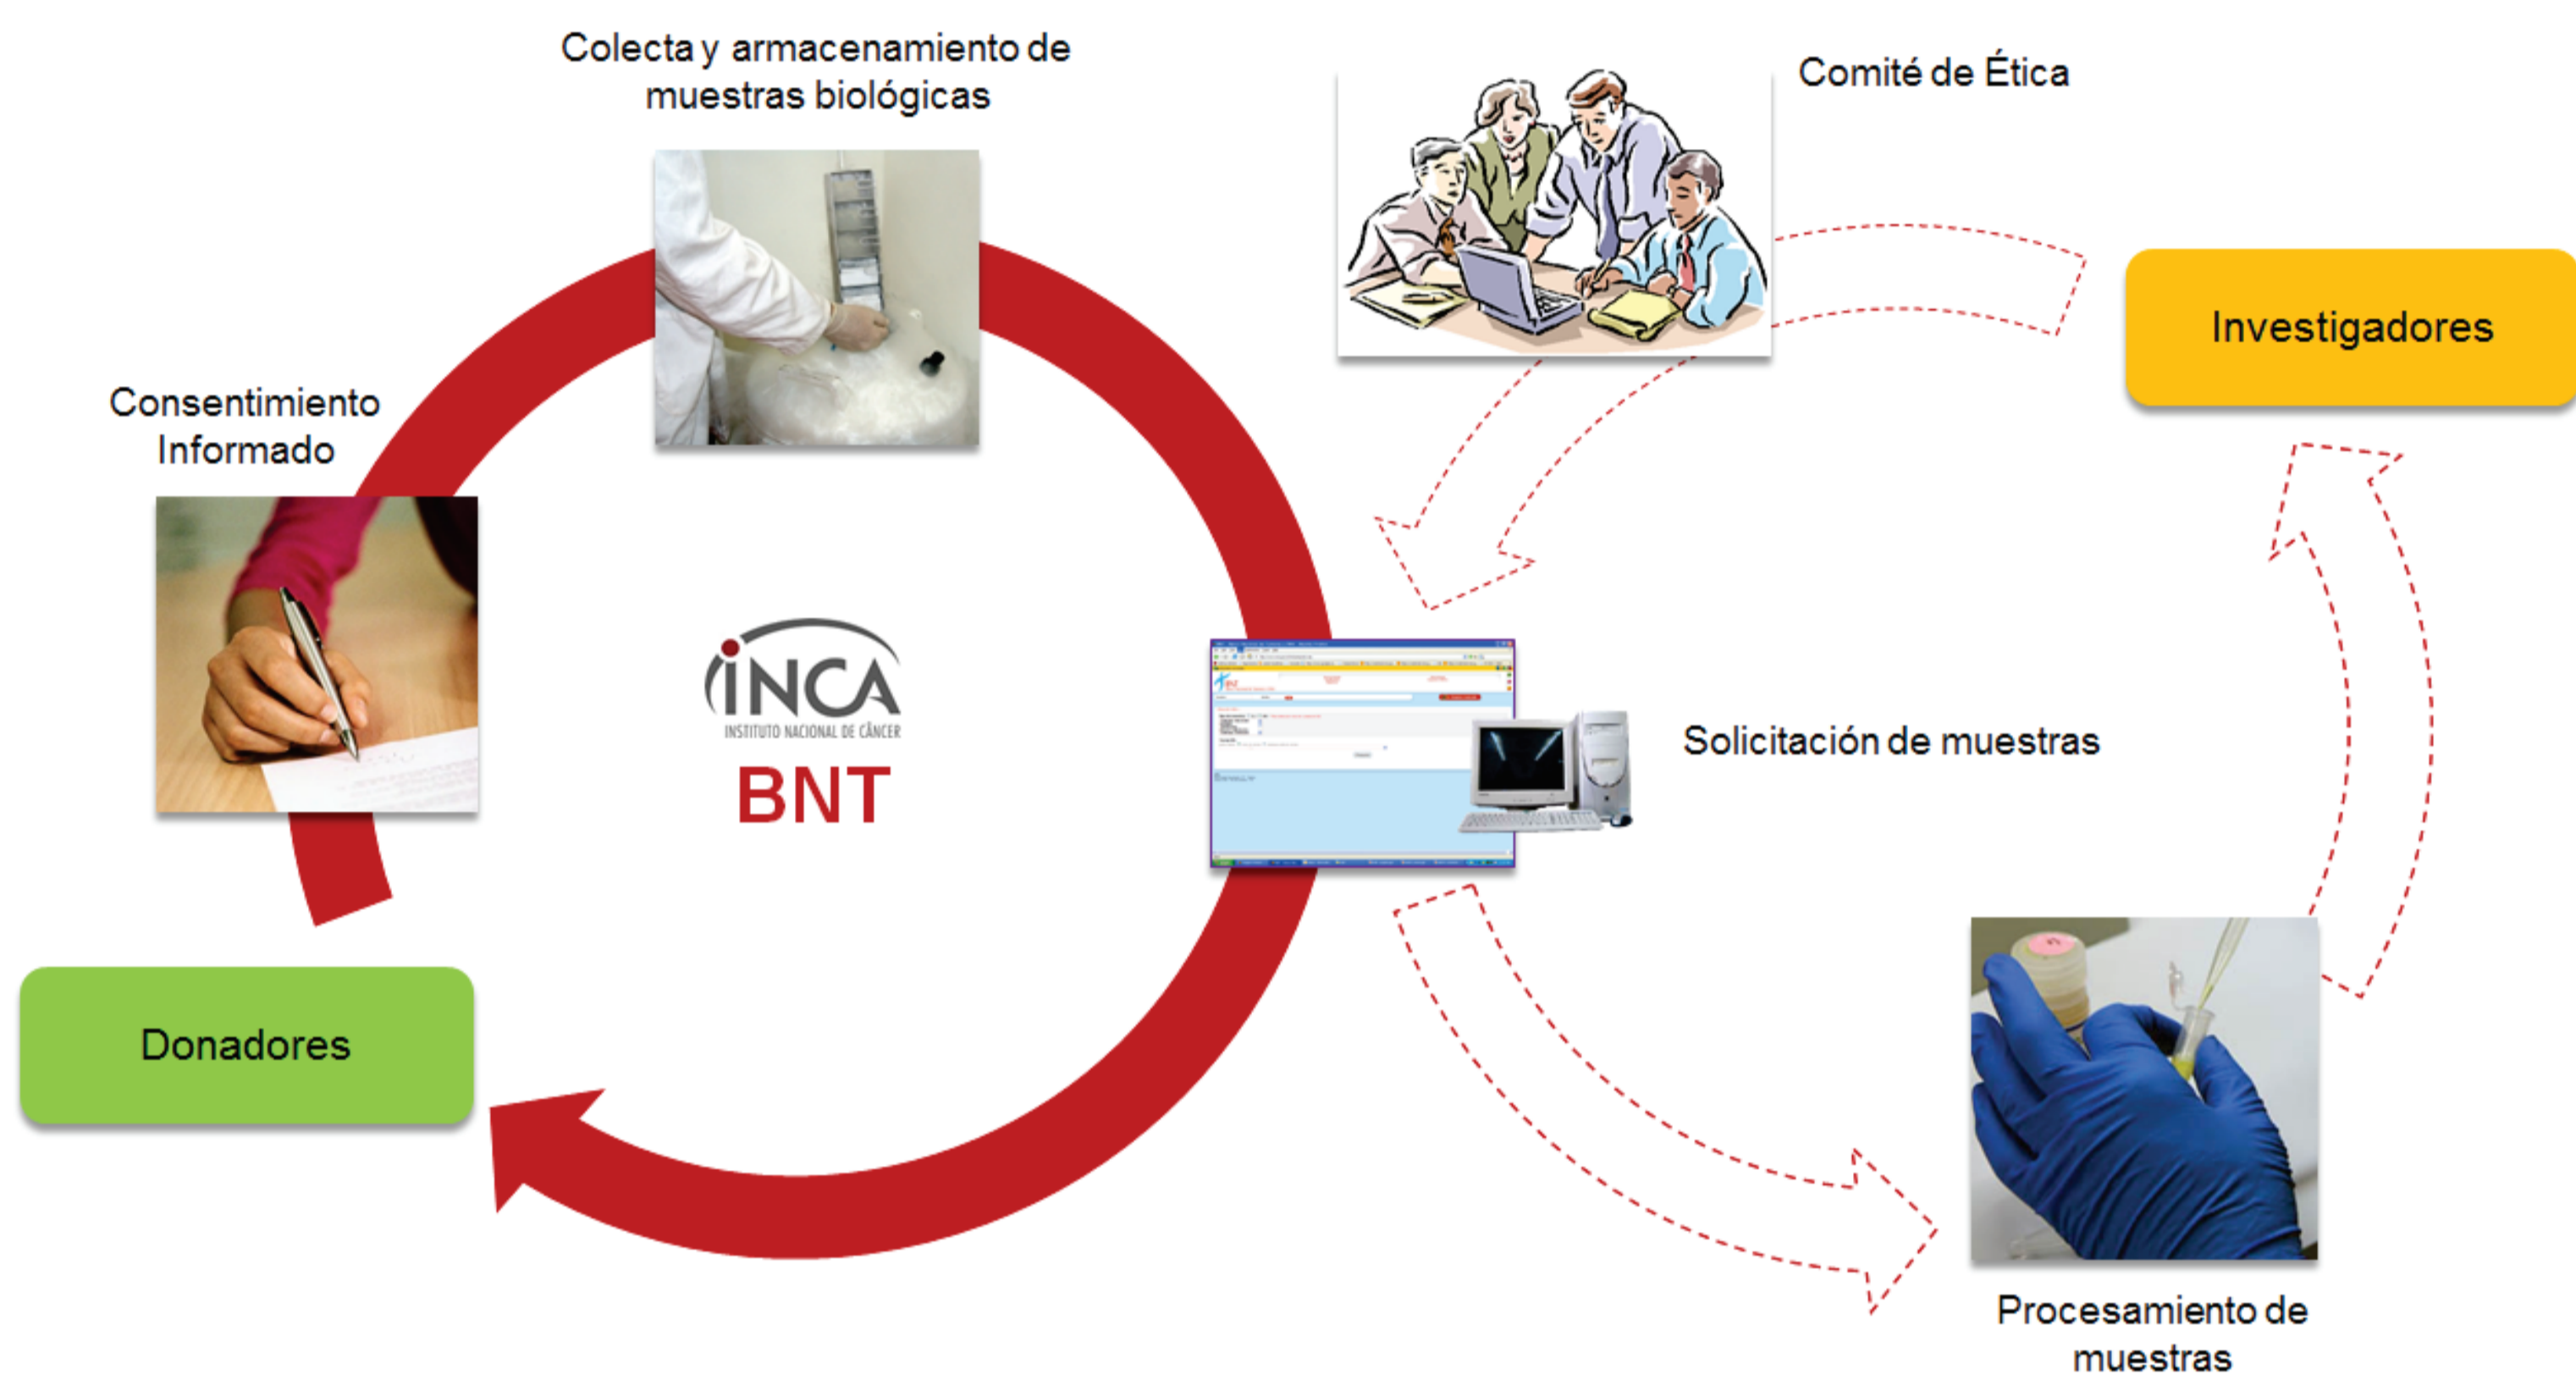 Colecta y armacenamiento de
muestras biológicas
Comité de Ética
Investigadores
Consentimiento
Informado
INCA
INSTITUTO NACIONAL DE CÂNCER
BNT
Solicitación de muestras
Donadores
Procesamiento de
muestras